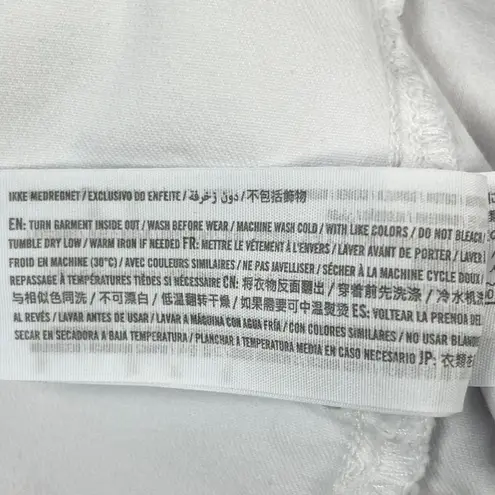 IKKE MEDREGNET / EXCLUSIVO DO ENFEITE / دون زخرفة / 不包括飾物
EN: TURN GARMENT INSIDE OUT / WASH BEFORE WEAR / MACHINE WASH COLD / WITH LIKE COLORS / DO NOT BLEACH
TUMBLE DRY LOW / WARM IRON IF NEEDED FR: METTRE LE VÊTEMENT À L'ENVERS / LAVER AVANT DE PORTER / LAVER
FROID EN MACHINE (30°C) / AVEC COULEURS SIMILAIRES / NE PAS JAVELLISER / SÉCHER À LA MACHINE CYCLE DOUX
REPASSAGE À TEMPÉRATURES TIÈDES SI NÉCESSAIRE CN: 将衣物反面翻出 / 穿着前先洗涤 / 冷水机
与相似色同洗 / 不可漂白 / 低温翻转干燥 / 如果需要可中温熨烫 ES: VOLTEAR LA PRENDA DE
AL REVÉS / LAVAR ANTES DE USAR / LAVAR A MÁQUINA CON AGUA FRÍA / CON COLORES SIMILARES / NO USAR
SECAR EN SECADORA A BAJA TEMPERATURA / PLANCHAR A TEMPERATURA MEDIA EN CASO NECESARIO JP: 衣類を